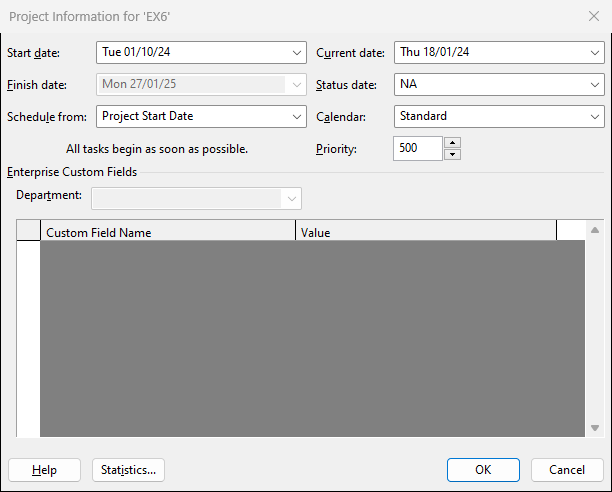 Project Information for 'EX6'
Start date: Tue 01/10/24 Current date: Thu 18/01/24
Finish date: Mon 27/01/25 Status date: NA
Schedule from: Project Start Date Calendar: Standard
All tasks begin as soon as possible. Priority: 500
Enterprise Custom Fields
Department:
Custom Field Name Value
Help Statistics... OK Cancel